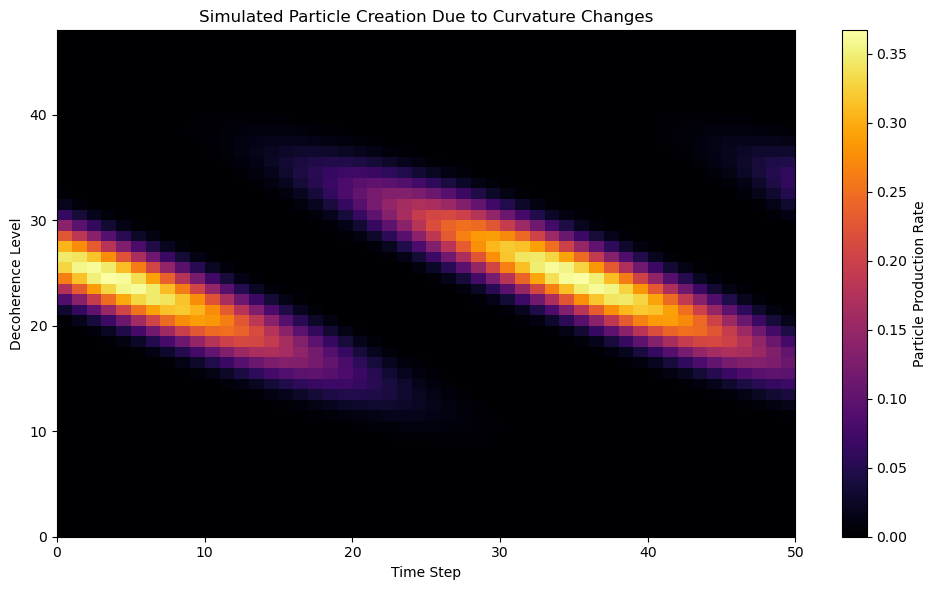 Simulated Particle Creation Due to Curvature Changes
Decoherence Level
40
30
20
10
0
0 10 20 30 40 50
Time Step
0.35
0.30
0.25
0.20
0.15
0.10
0.05
0.00
Particle Production Rate